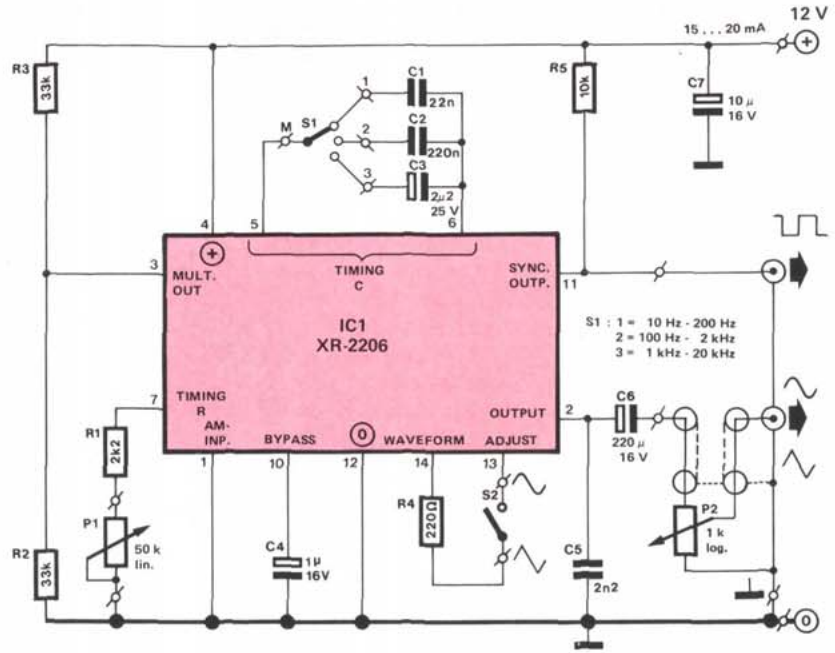 12 V
15 . . . 20 mA
R3
33k
R5
10k
C7
10 µ
16 V
1
C1
22n
M
S1
2
C2
220n
3
C3
2µ2
25 V
4
5
6
3
MULT.
OUT
TIMING
C
SYNC.
OUTP.
11
IC1
XR-2206
S1 : 1 = 10 Hz - 200 Hz
2 = 100 Hz - 2 kHz
3 = 1 kHz - 20 kHz
7
TIMING
R
AM-
INP.
BYPASS
0
WAVEFORM
OUTPUT
ADJUST
2
C6
220 µ
16 V
1
10
12
14
13
R1
2k2
P1
50 k
lin.
R4
220Ω
S2
P2
1 k
log.
R2
33k
C4
1µ
16V
C5
2n2
0